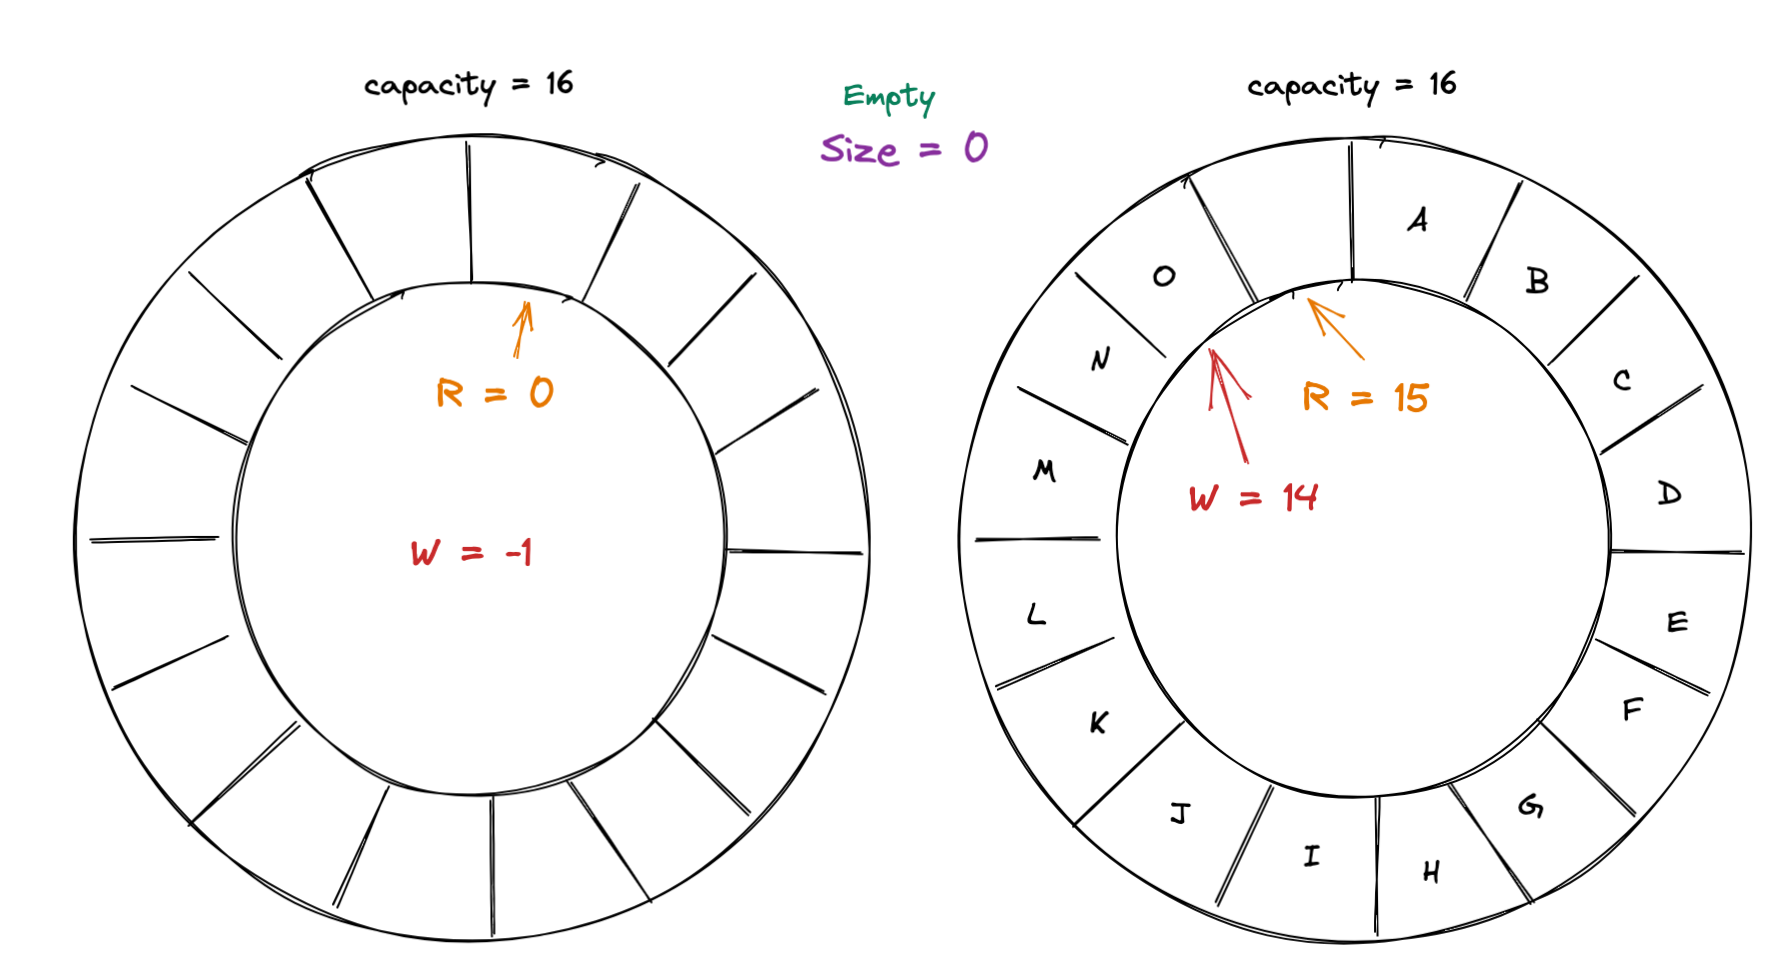 capacity = 16
Empty
Size = 0
capacity = 16
R = 0
W = -1
A
B
C
D
E
F
G
H
I
J
K
L
M
N
O
R = 15
W = 14